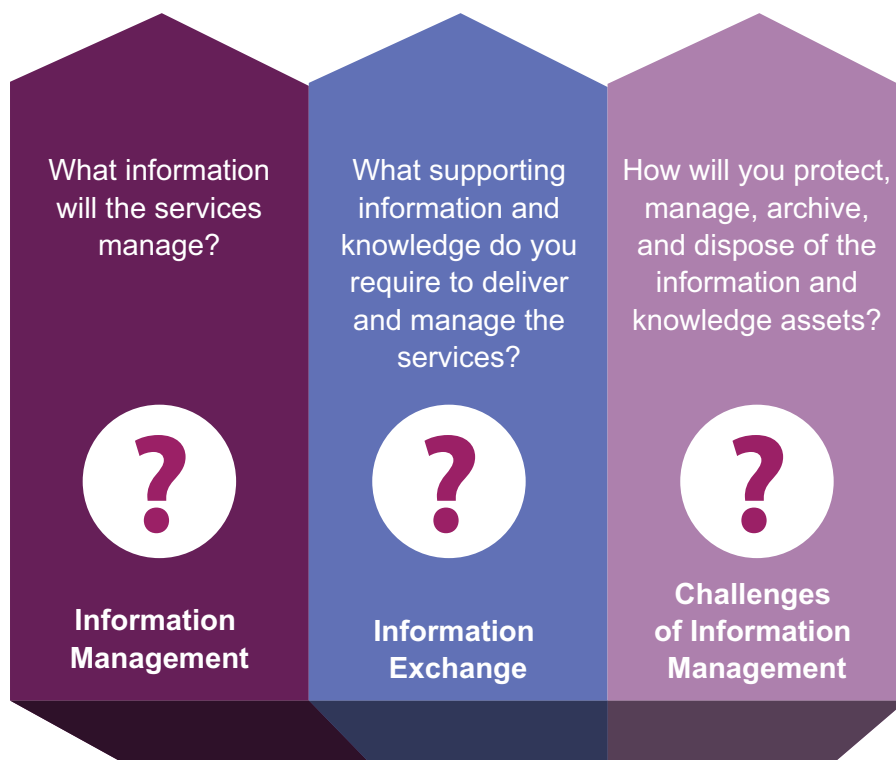 What information
will the services
manage?
?
Information
Management
What supporting
information and
knowledge do you
require to deliver
and manage the
services?
?
Information
Exchange
How will you protect,
manage, archive,
and dispose of the
information and
knowledge assets?
?
Challenges
of Information
Management